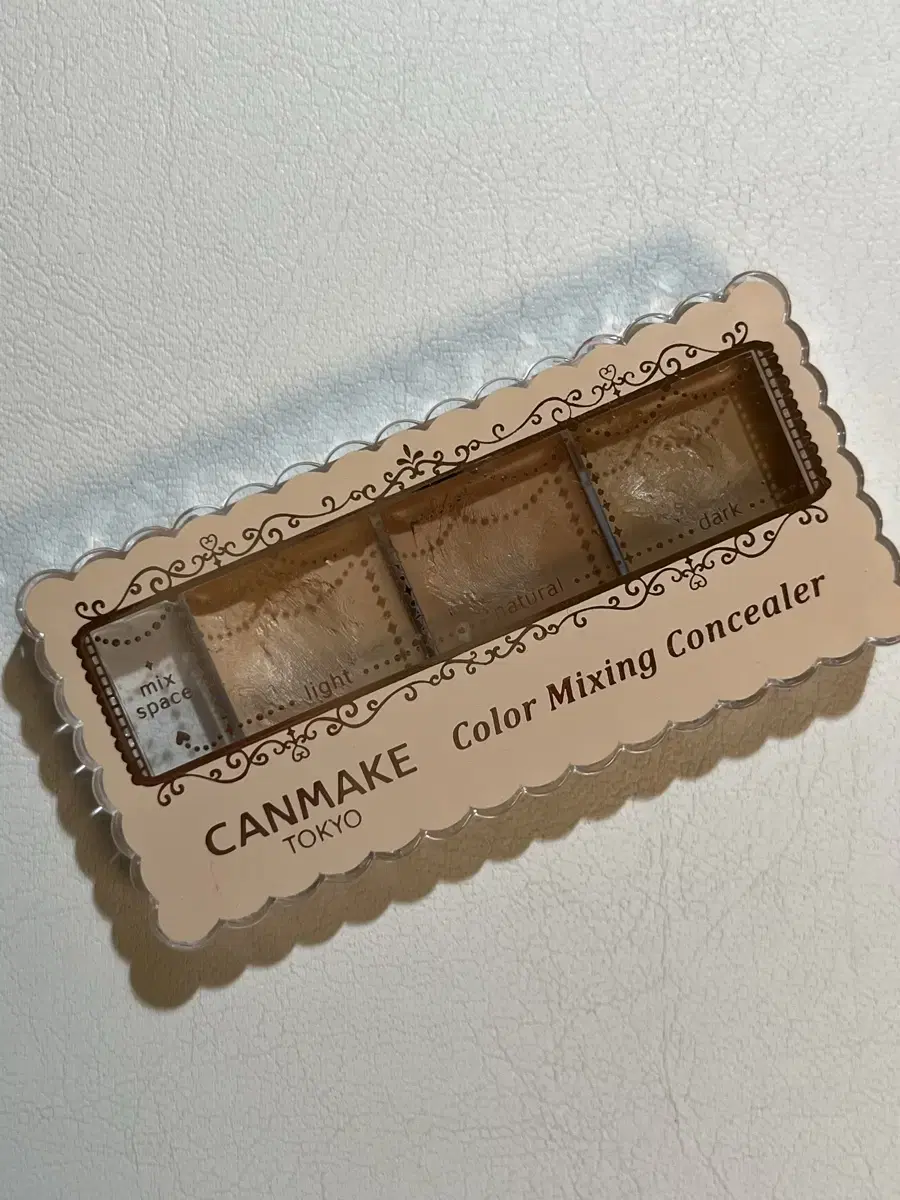 mix
space
light
natural
dark
CANMAKE
TOKYO
Color Mixing Concealer